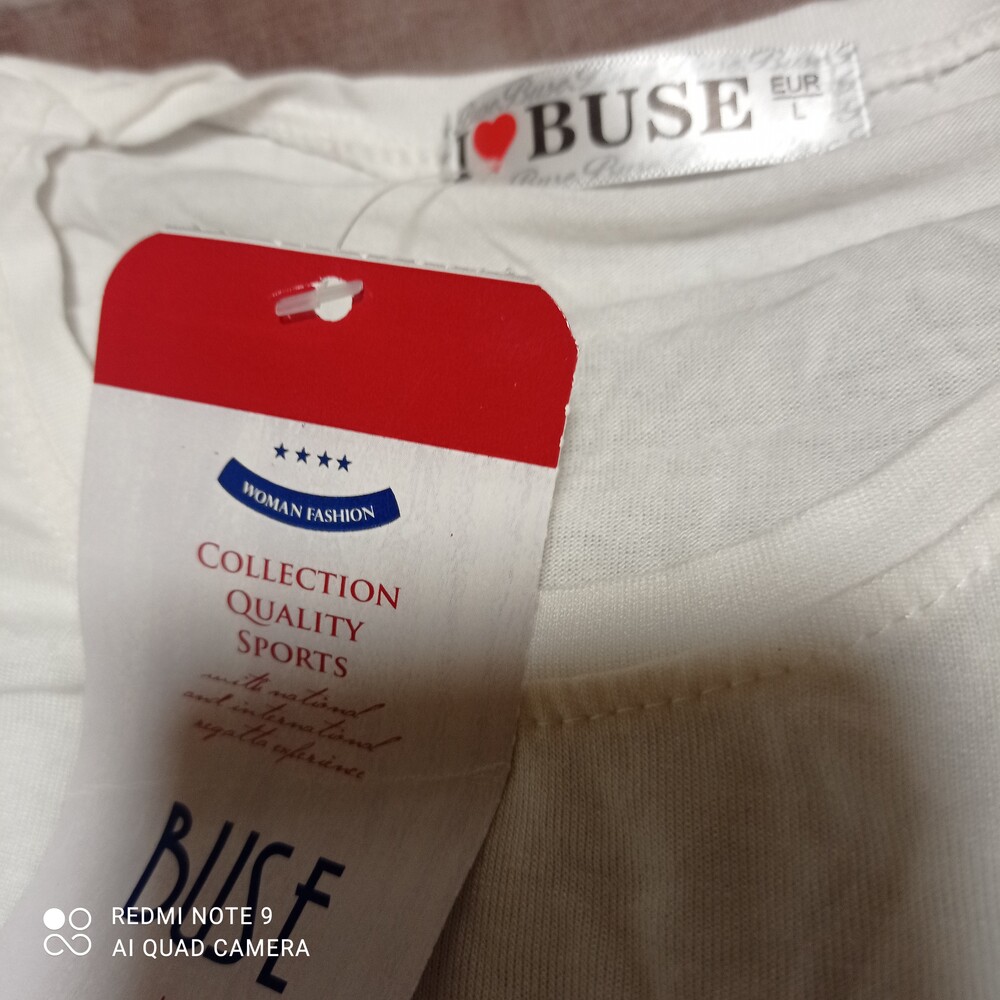 I ❤ BUSE EUR
L
WOMAN FASHION
COLLECTION
QUALITY
SPORTS
with national
and international
regatta experience
BUSE
REDMI NOTE 9
AI QUAD CAMERA